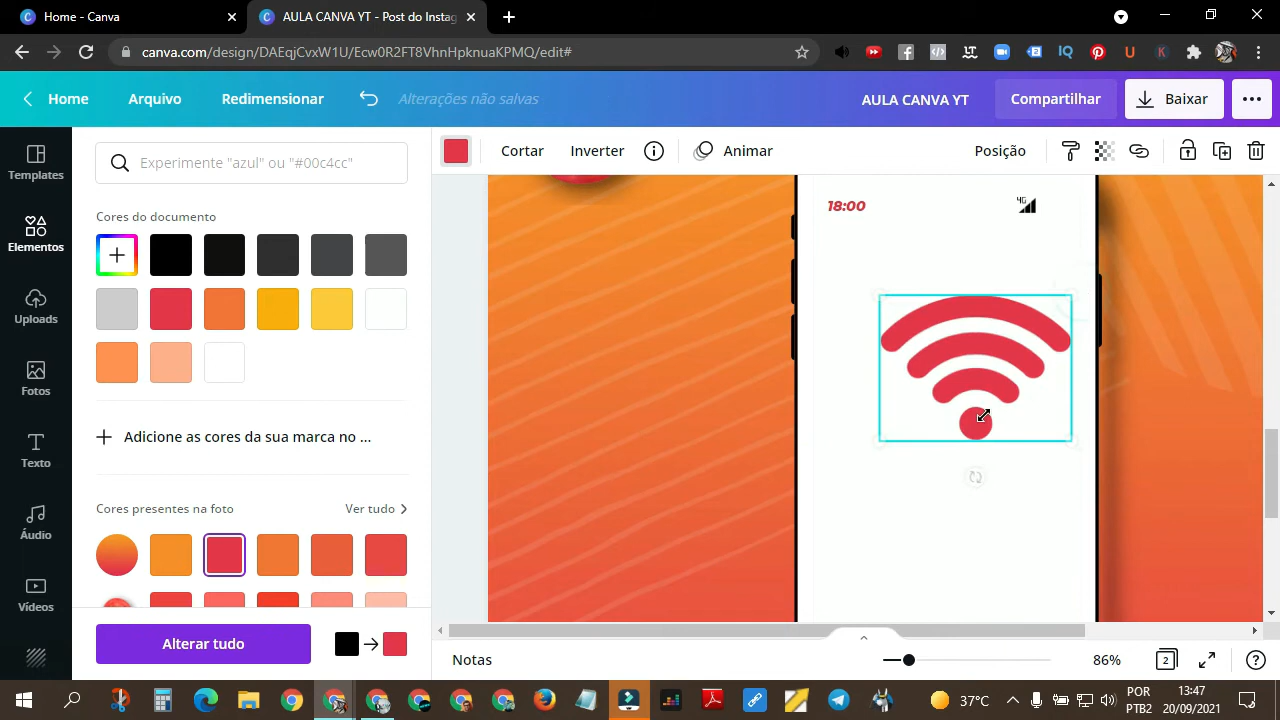 Home - Canva
AULA CANVA YT - Post do Instag
canva.com/design/DAEqjCvxW1U/Ecw0R2FT8VhnHpknuaKPMQ/edit#
Home
Arquivo
Redimensionar
Alterações não salvas
AULA CANVA YT
Compartilhar
Baixar
Templates
Elementos
Uploads
Fotos
Texto
Áudio
Vídeos
Experimente "azul" ou "#00c4cc"
Cores do documento
Adicione as cores da sua marca no ...
Cores presentes na foto
Ver tudo
Alterar tudo
Cortar
Inverter
Animar
Posição
18:00
4G
Notas
86%
2
37°C
POR
PTB2
13:47
20/09/2021